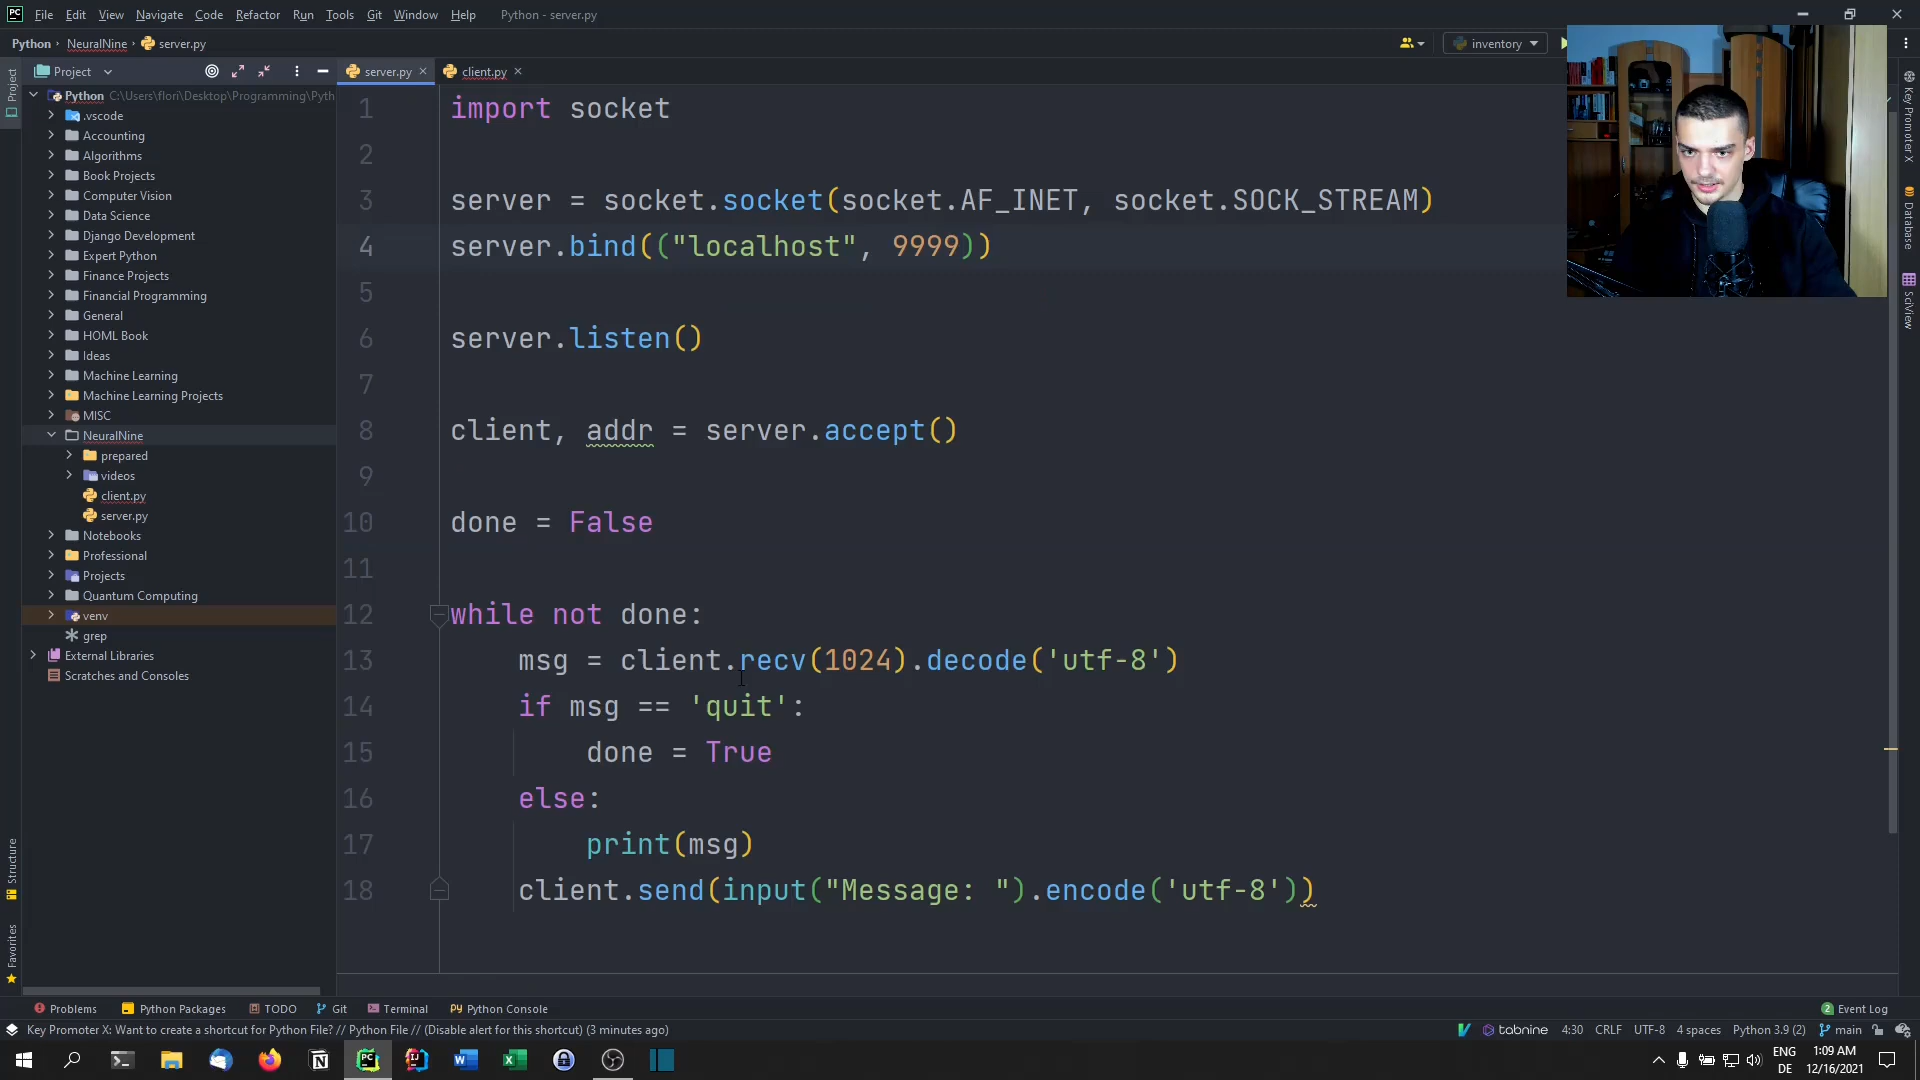 File Edit View Navigate Code Refactor Run Tools Git Window Help Python - server.py
Python NeuralNine server.py
inventory
Project
server.py
client.py
Python C:\Users\flori\Desktop\Programming\Pyth
.vscode
Accounting
Algorithms
Book Projects
Computer Vision
Data Science
Django Development
Expert Python
Finance Projects
Financial Programming
General
HOML Book
Ideas
Machine Learning
Machine Learning Projects
MISC
NeuralNine
prepared
videos
client.py
server.py
Notebooks
Professional
Projects
Quantum Computing
venv
grep
External Libraries
Scratches and Consoles
Project
Structure
Favorites
1 import socket
2
3 server = socket.socket(socket.AF_INET, socket.SOCK_STREAM)
4 server.bind(("localhost", 9999))
5
6 server.listen()
7
8 client, addr = server.accept()
9
10 done = False
11
12 while not done:
13 msg = client.recv(1024).decode('utf-8')
14 if msg == 'quit':
15 done = True
16 else:
17 print(msg)
18 client.send(input("Message: ").encode('utf-8'))
Key Promoter X
Database
SciView
Problems Python Packages TODO Git Terminal Python Console
2 Event Log
Key Promoter X: Want to create a shortcut for Python File? // Python File // (Disable alert for this shortcut) (3 minutes ago)
tabnine 4:30 CRLF UTF-8 4 spaces Python 3.9 (2) main
ENG
DE
1:09 AM
12/16/2021